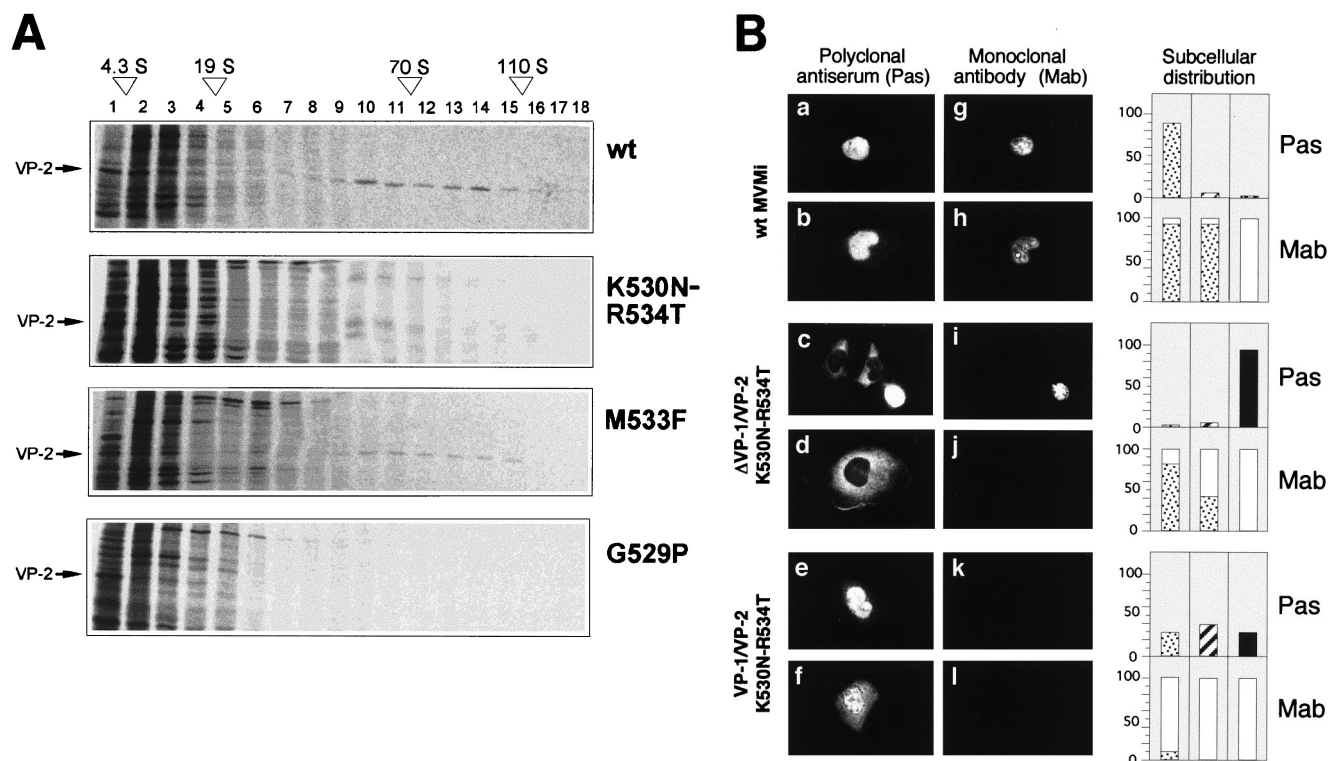 A
4.3 S 19 S 70 S 110 S
1 2 3 4 5 6 7 8 9 10 11 12 13 14 15 16 17 18
VP-2
wt
VP-2
K530N-
R534T
VP-2
M533F
VP-2
G529P
B
Polyclonal
antiserum (Pas)
Monoclonal
antibody (Mab)
Subcellular
distribution
wt MVMi
a g
100
50
0
Pas
b h
100
50
0
Mab
ΔVP-1/VP-2
K530N-R534T
c i
100
50
0
Pas
d j
100
50
0
Mab
VP-1/VP-2
K530N-R534T
e k
100
50
0
Pas
f l
100
50
0
Mab